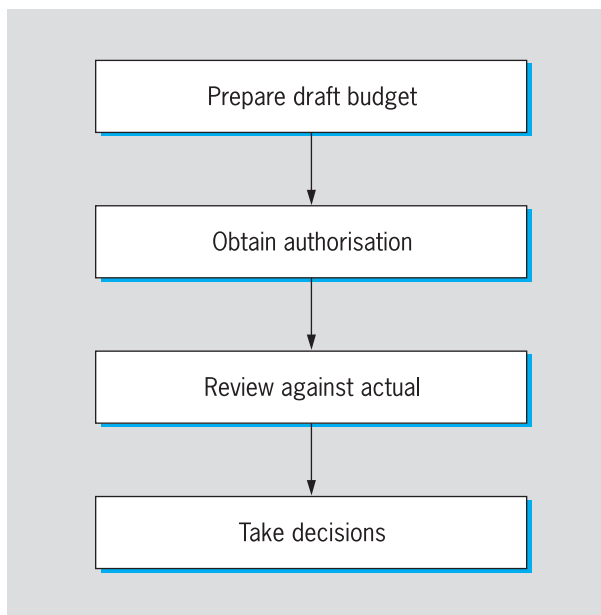 Prepare draft budget
Obtain authorisation
Review against actual
Take decisions